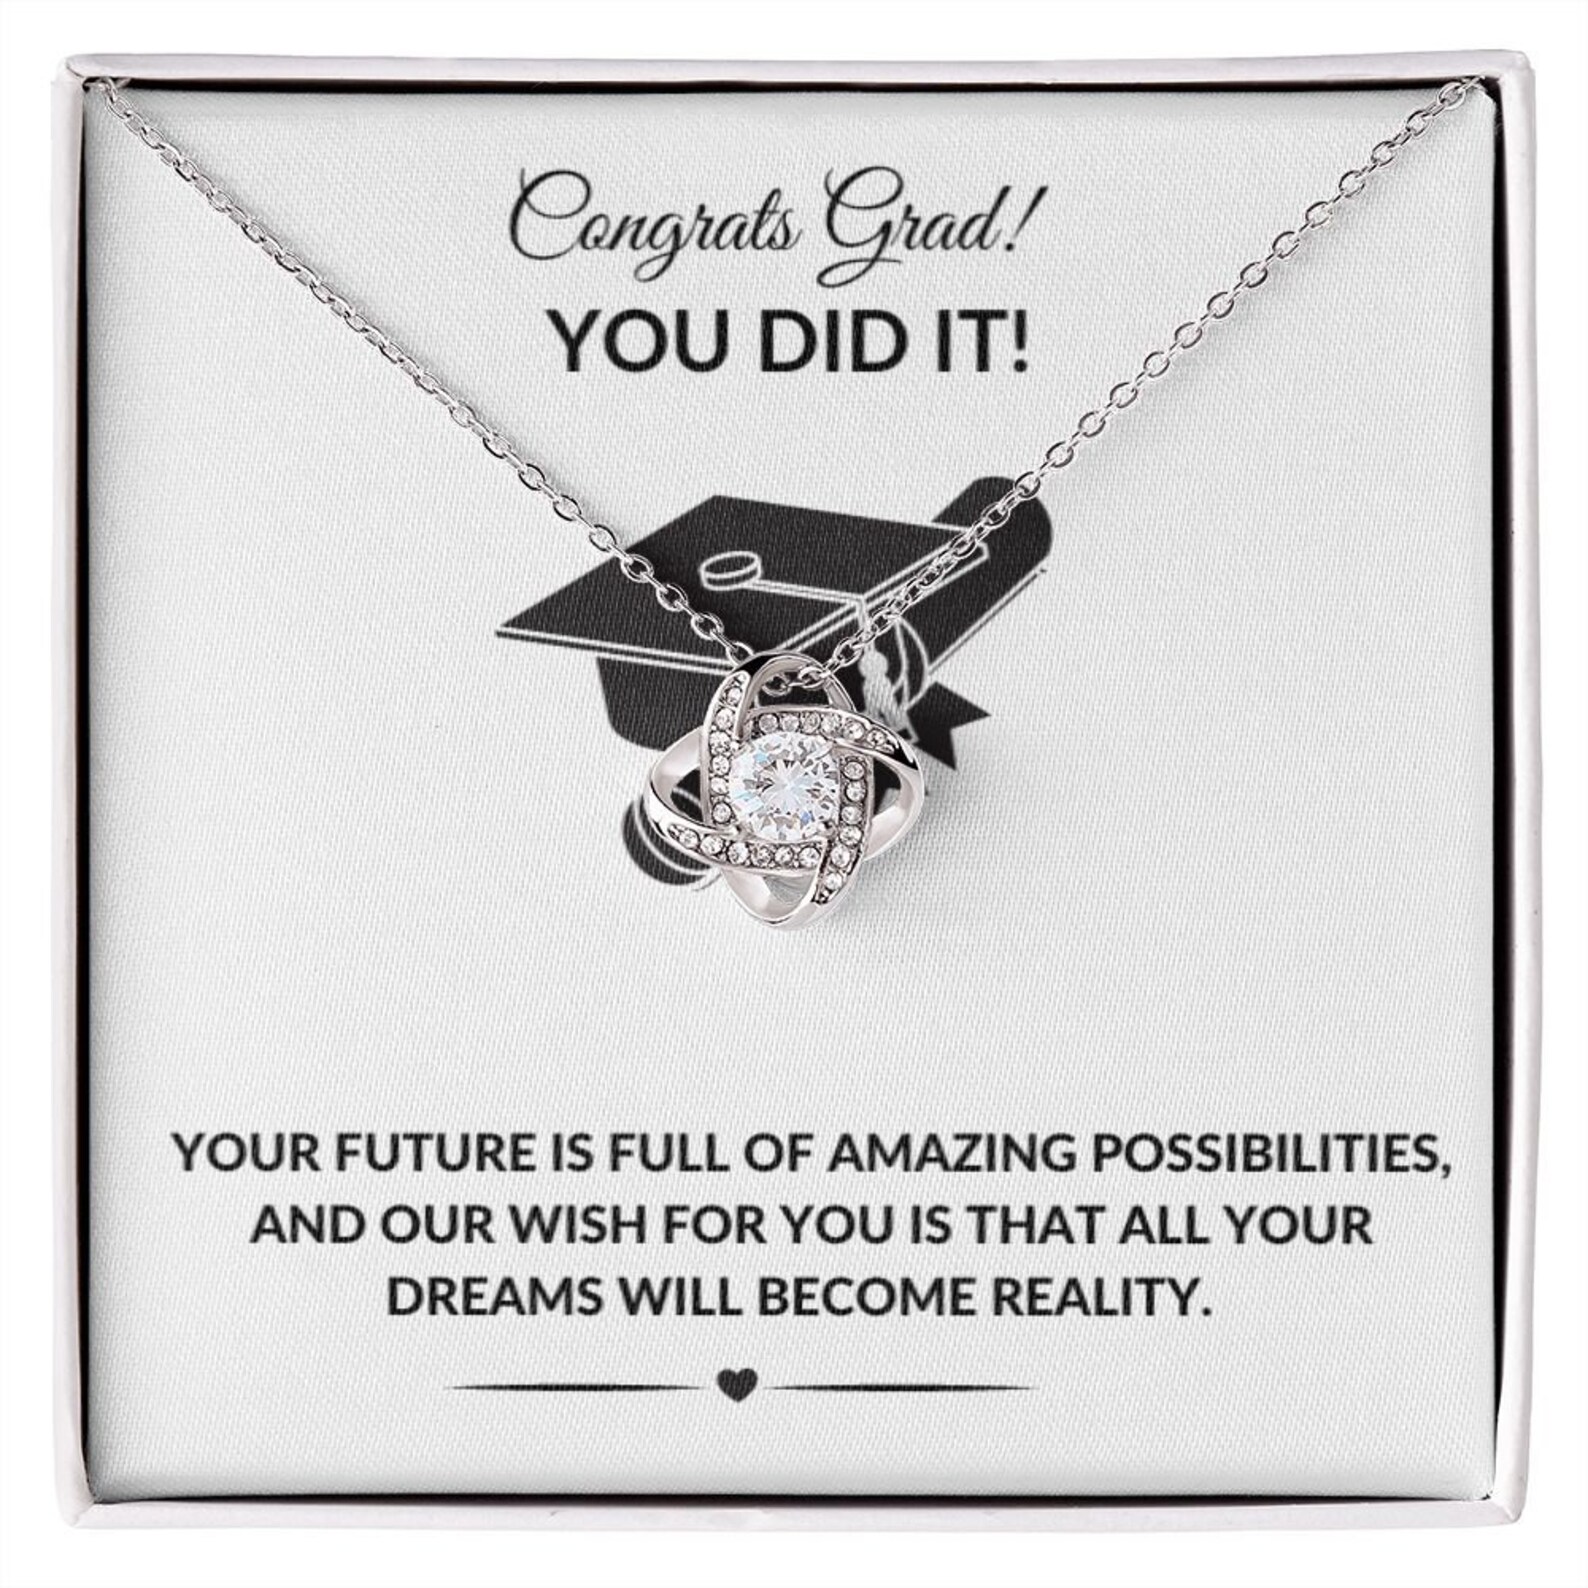 Congrats Grad!
YOU DID IT!
YOUR FUTURE IS FULL OF AMAZING POSSIBILITIES,
AND OUR WISH FOR YOU IS THAT ALL YOUR
DREAMS WILL BECOME REALITY.